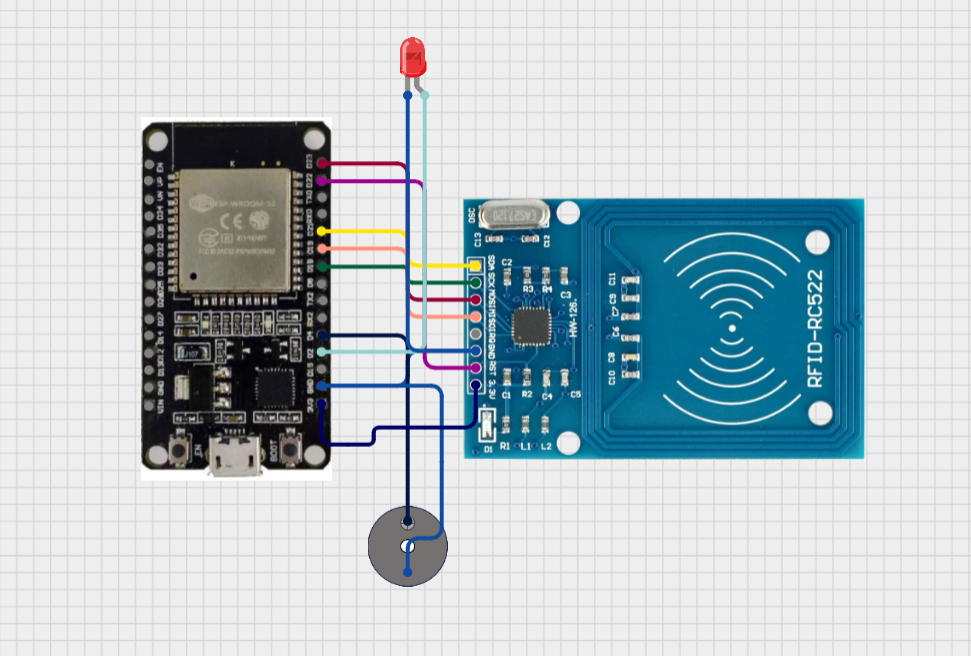 EN
VP
VN
D34
D35
D32
D33
D25
D26
D27
D14
D12
D13
GND
VIN
D23
D22
TX0
RX0
D21
D19
D18
D5
TX2
RX2
D4
D2
D15
GND
3V3
ESP-WROOM-32
CE
EN
BOOT
OSC
EAS27.120
C13
C12
SDA
SCK
MOSI
MISO
IRQ
GND
RST
3.3V
C2
R3
R4
C3
HW-126.
C1
R2
C4
C5
D1
R1
L1
L2
C11
C9
C7
C6
C8
C10
RFID-RC522